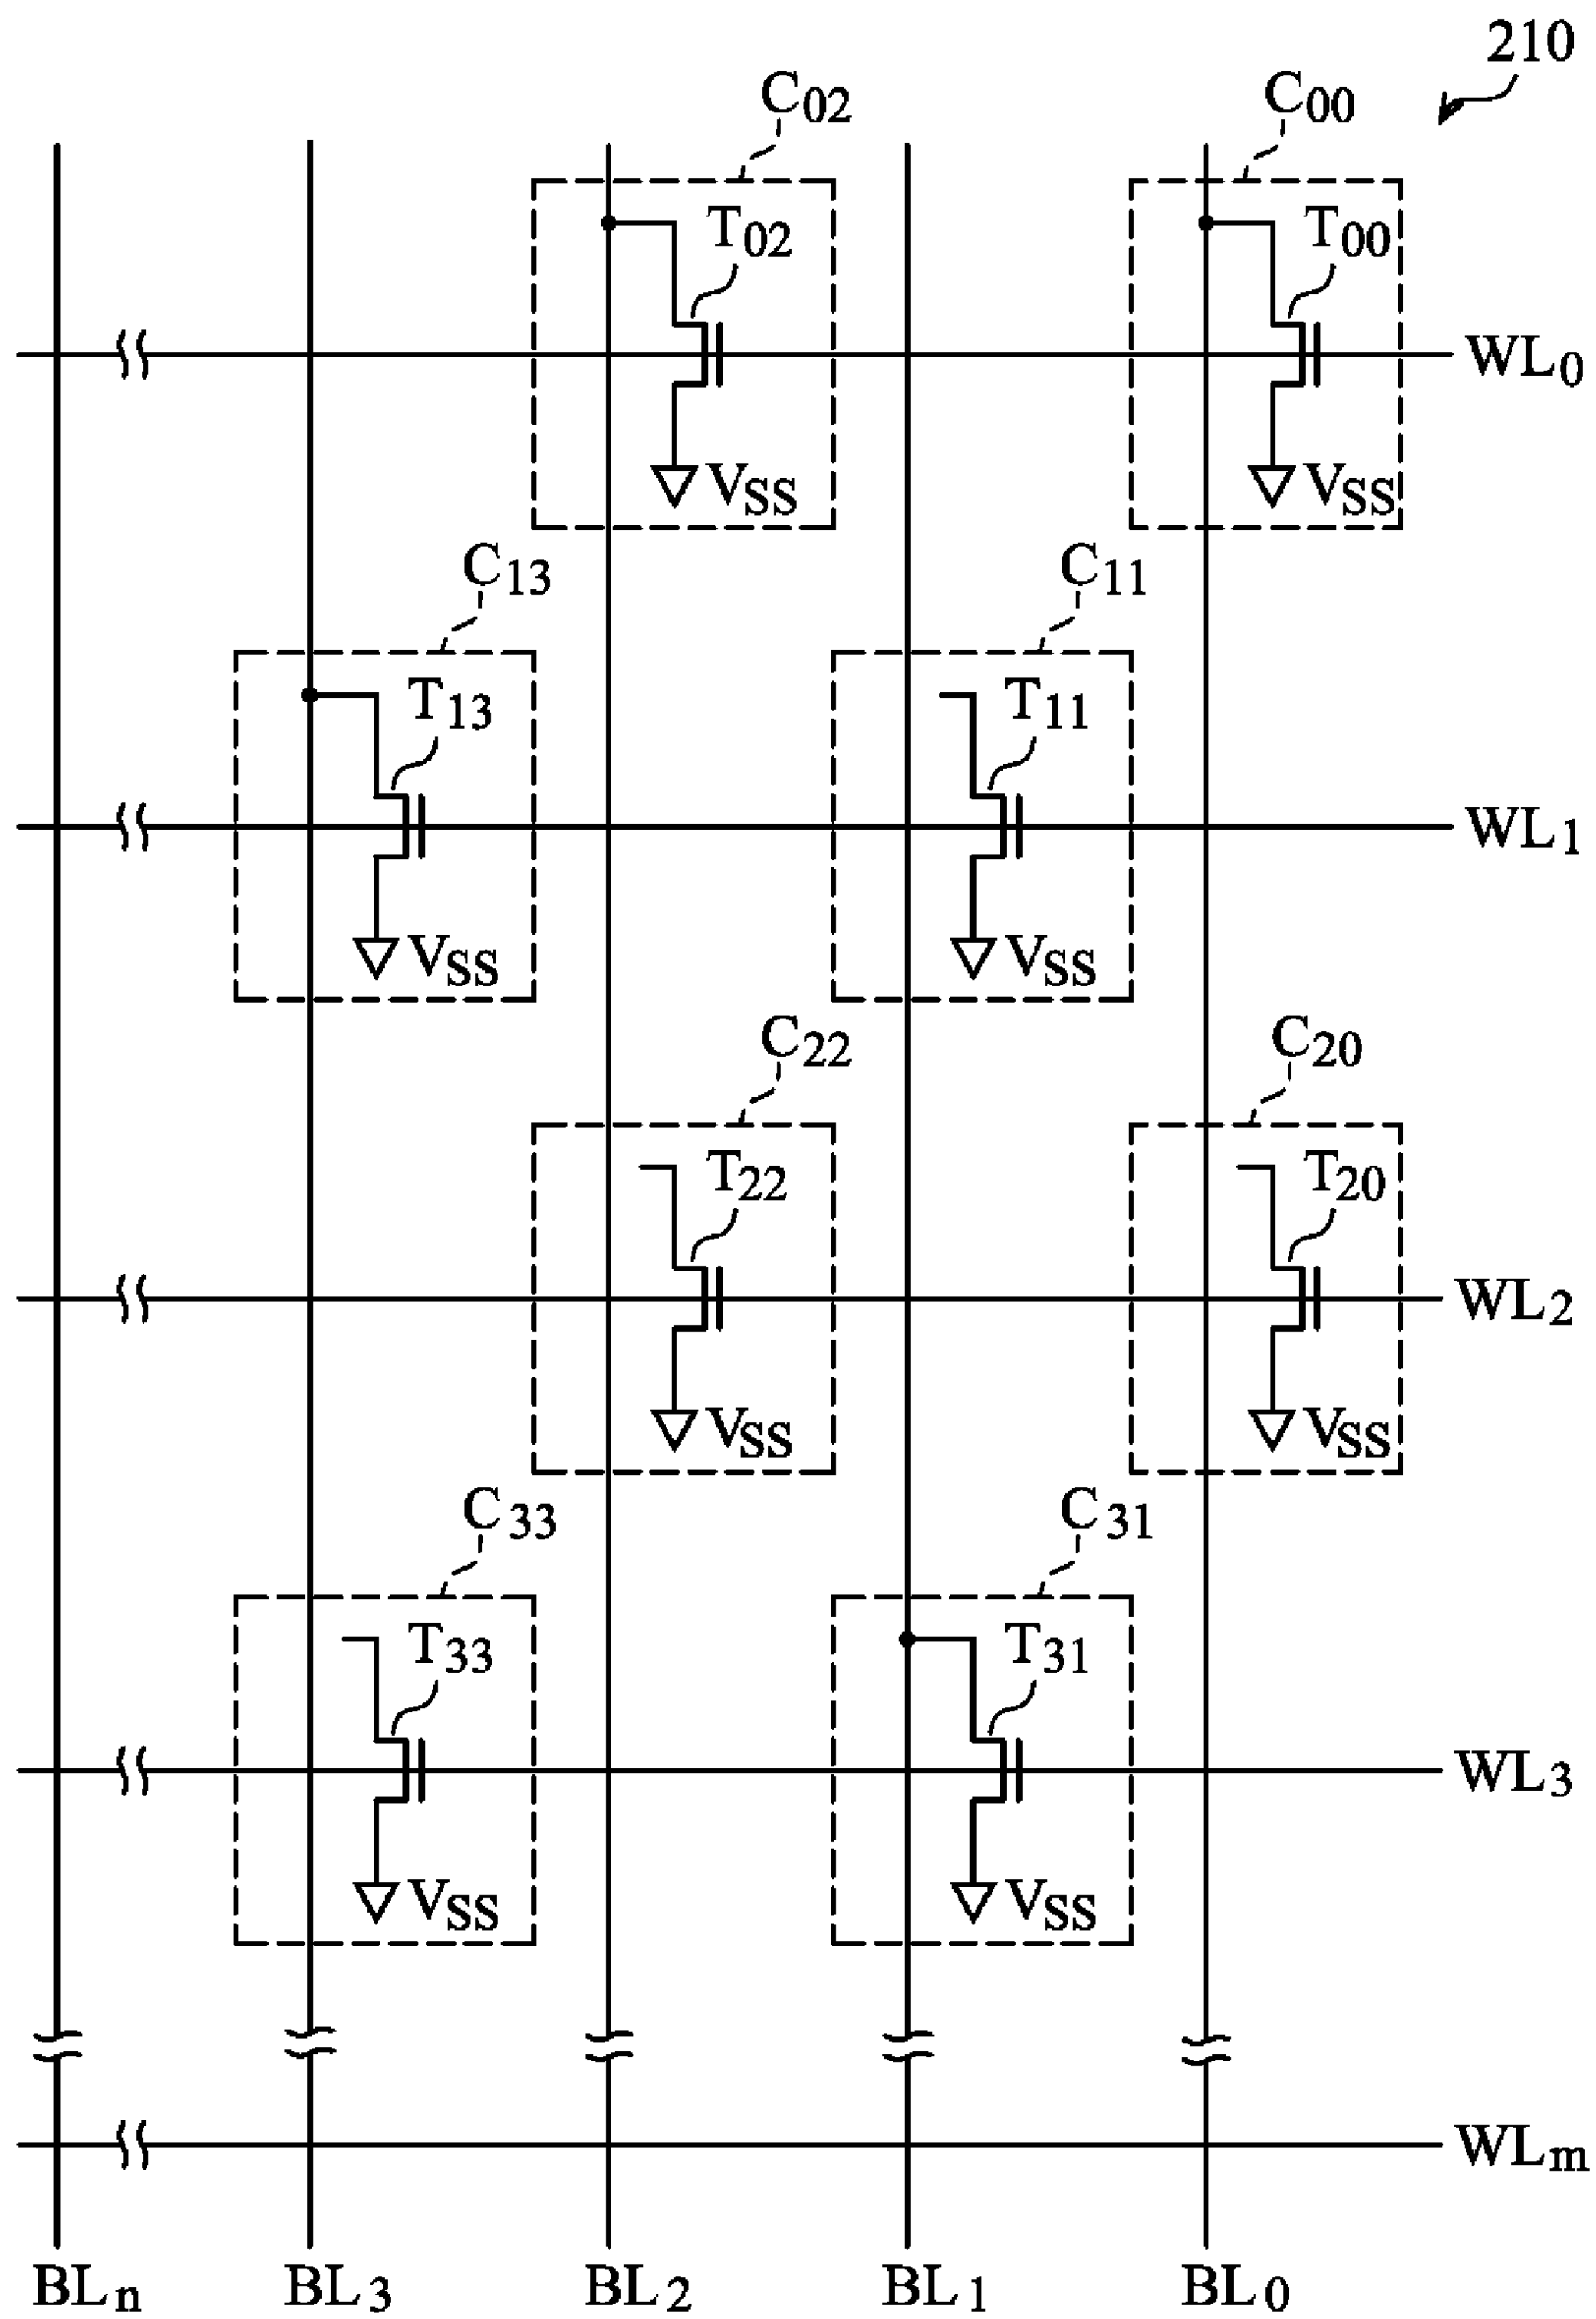 210
C02 C00
T02 T00
WL0
VSS VSS
C13 C11
T13 T11
WL1
VSS VSS
C22 C20
T22 T20
WL2
VSS VSS
C33 C31
T33 T31
WL3
VSS VSS
WLm
BLn BL3 BL2 BL1 BL0